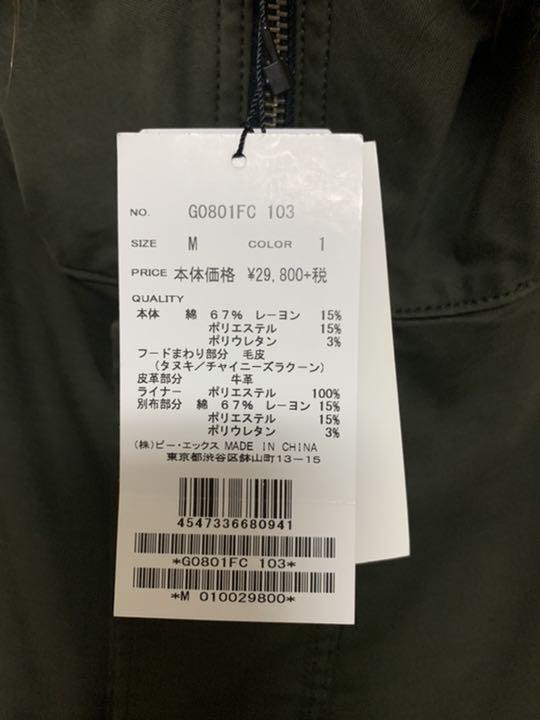 NO. G0801FC 103
SIZE M COLOR 1
PRICE 本体価格 ¥29,800+税
QUALITY
本体 綿 67% レーヨン 15%
ポリエステル 15%
ポリウレタン 3%
フードまわり部分 毛皮
(タヌキ/チャイニーズラクーン)
皮革部分 牛革
ライナー ポリエステル 100%
別布部分 綿 67% レーヨン 15%
ポリエステル 15%
ポリウレタン 3%
(株)ビー・エックス MADE IN CHINA
東京都渋谷区鉢山町13-15
4547336680941
*G0801FC 103*
*M 010029800*